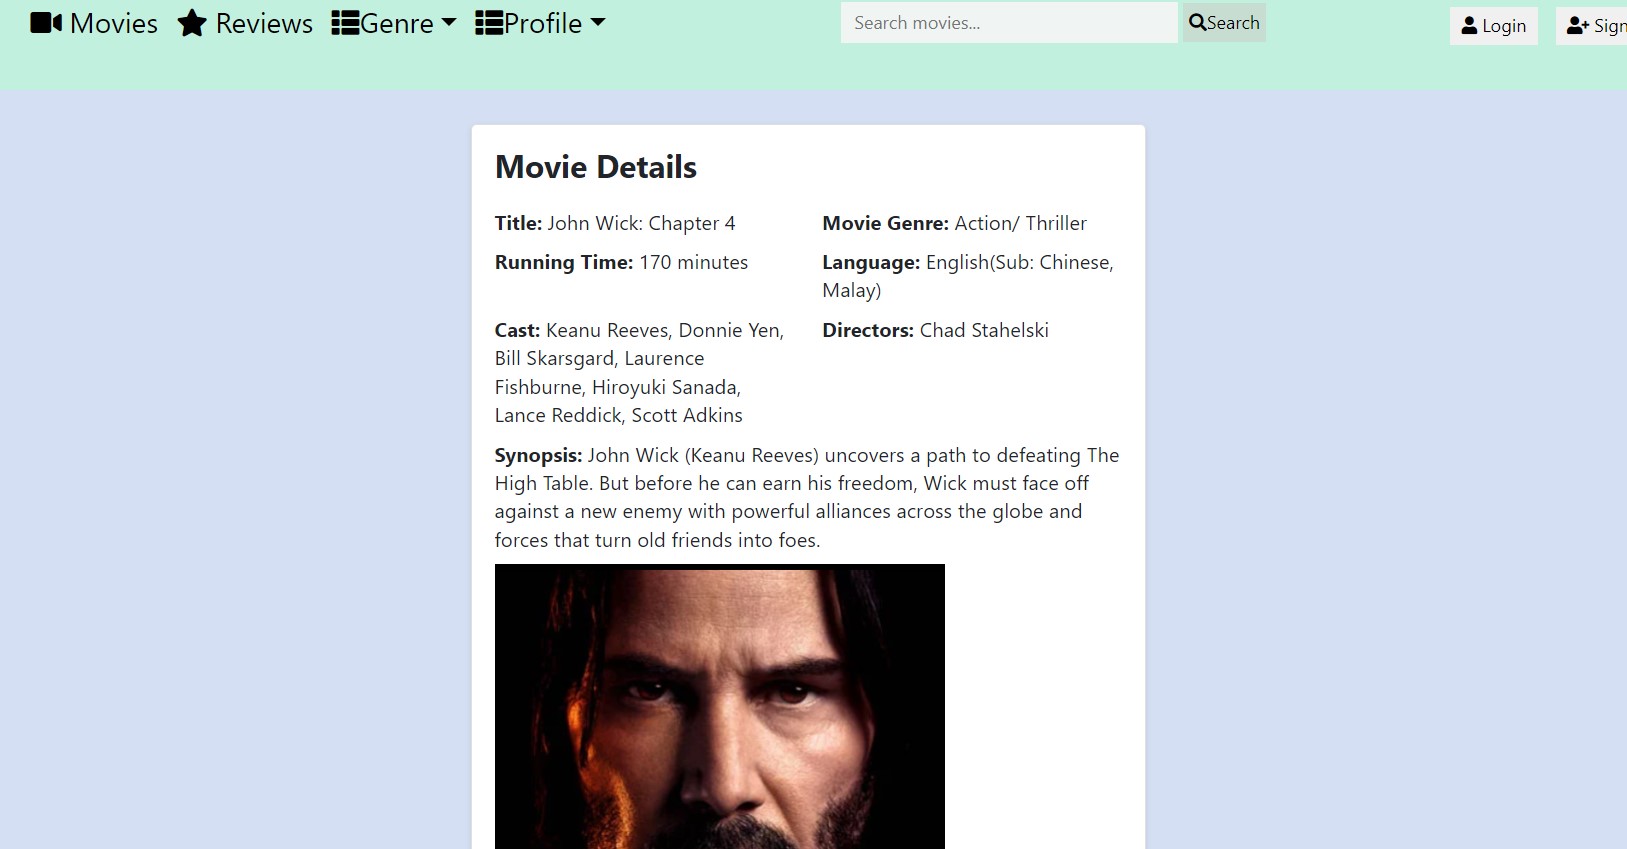 Movies Reviews Genre Profile Search movies... Search Login Sign
Movie Details
Title: John Wick: Chapter 4
Movie Genre: Action/ Thriller
Running Time: 170 minutes
Language: English(Sub: Chinese,
Malay)
Cast: Keanu Reeves, Donnie Yen,
Bill Skarsgard, Laurence
Fishburne, Hiroyuki Sanada,
Lance Reddick, Scott Adkins
Directors: Chad Stahelski
Synopsis: John Wick (Keanu Reeves) uncovers a path to defeating The
High Table. But before he can earn his freedom, Wick must face off
against a new enemy with powerful alliances across the globe and
forces that turn old friends into foes.